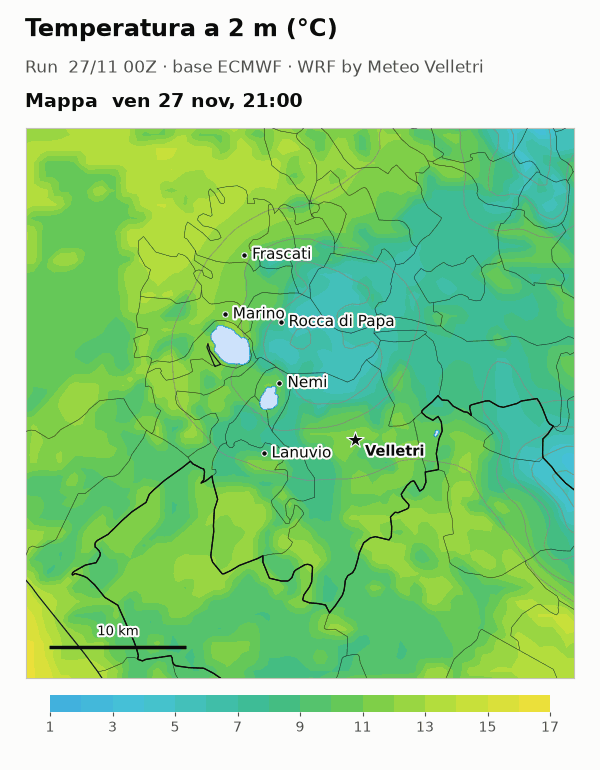 Temperatura a 2 m (°C)
Run  27/11 00Z · base ECMWF · WRF by Meteo Velletri
Mappa  ven 27 nov, 21:00
Frascati
Marino
Rocca di Papa
Nemi
Velletri
Lanuvio
10 km
1 3 5 7 9 11 13 15 17